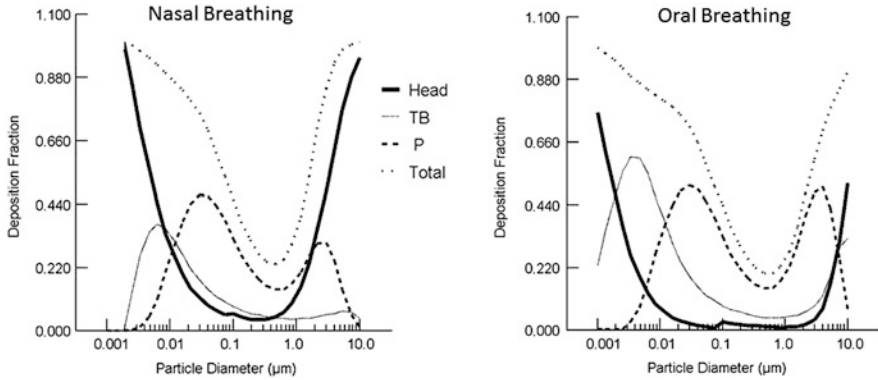 Nasal Breathing
1.100
0.880
0.660
0.440
0.220
0.000
Deposition Fraction
0.001
0.01
0.1
1.0
10.0
Particle Diameter (µm)
Head
TB
P
Total
Oral Breathing
1.100
0.880
0.660
0.440
0.220
0.000
Deposition Fraction
0.001
0.01
0.1
1.0
10.0
Particle Diameter (µm)